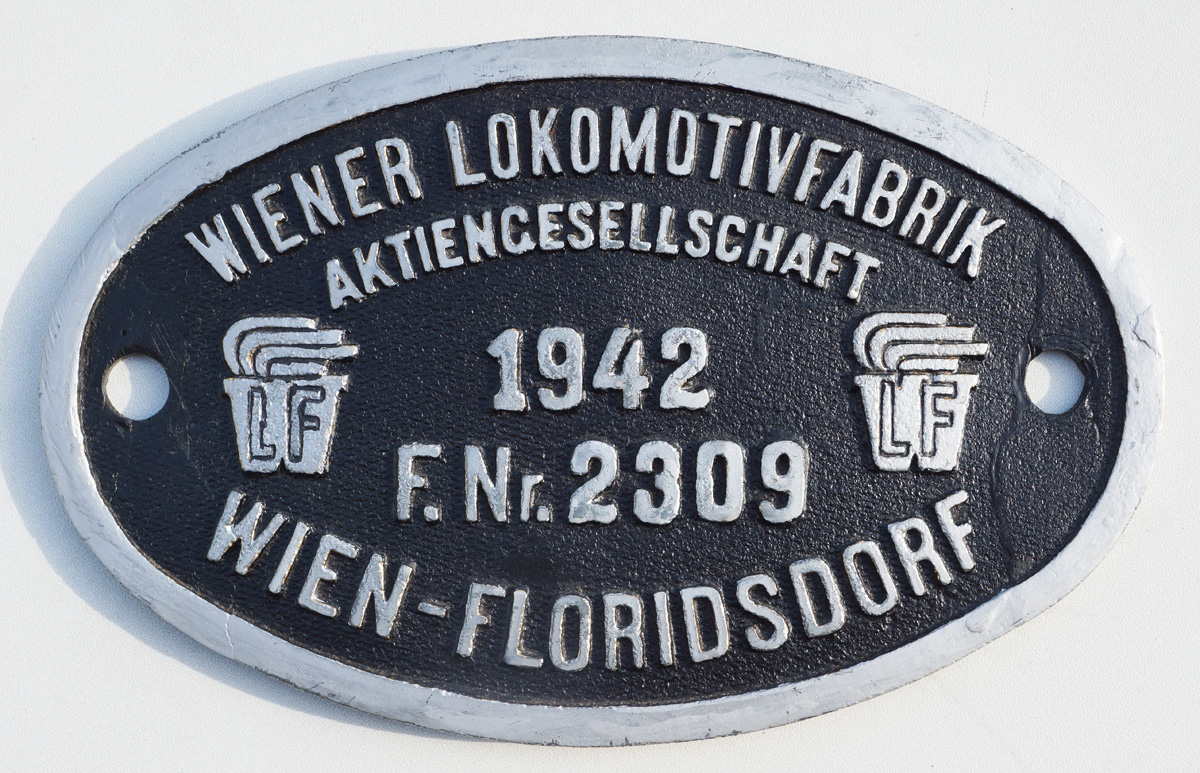 WIENER LOKOMOTIVFABRIK
AKTIENGESELLSCHAFT
LF
LF
1942
F. Nr. 2309
WIEN-FLORIDSDORF